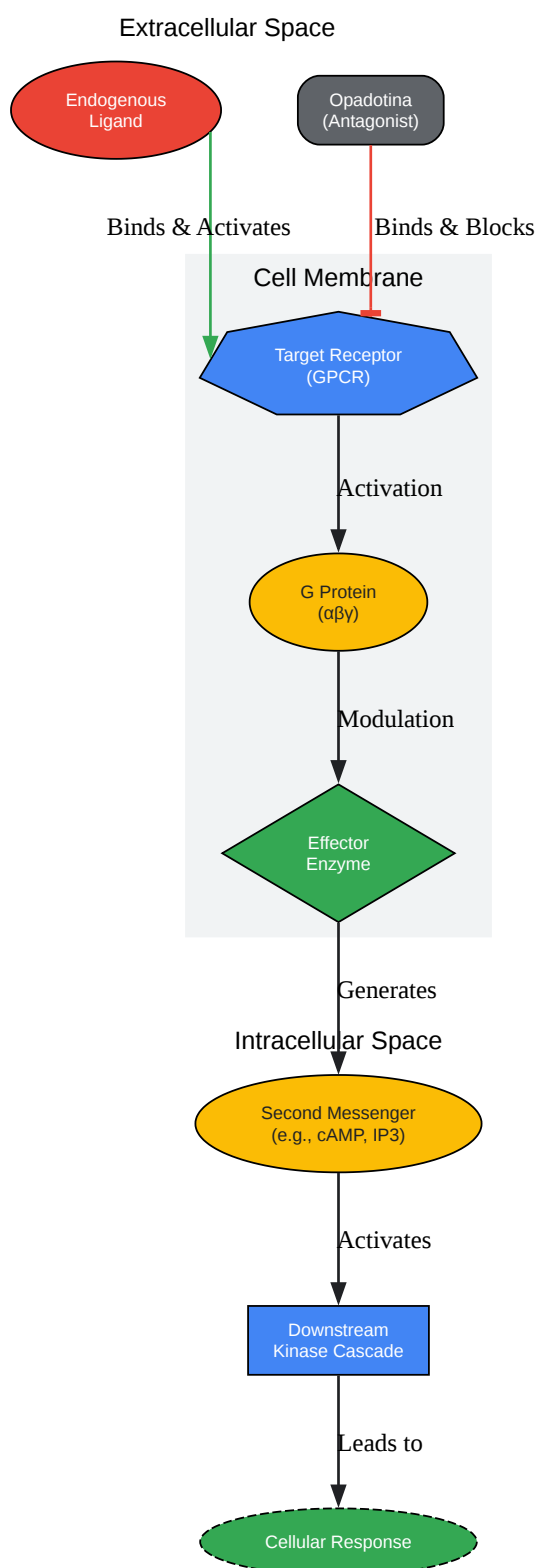 Extracellular Space
Endogenous
Ligand
Opadotina
(Antagonist)
Binds & Activates
Binds & Blocks
Cell Membrane
Target Receptor
(GPCR)
Activation
G Protein
(αβγ)
Modulation
Effector
Enzyme
Generates
Intracellular Space
Second Messenger
(e.g., cAMP, IP3)
Activates
Downstream
Kinase Cascade
Leads to
Cellular Response